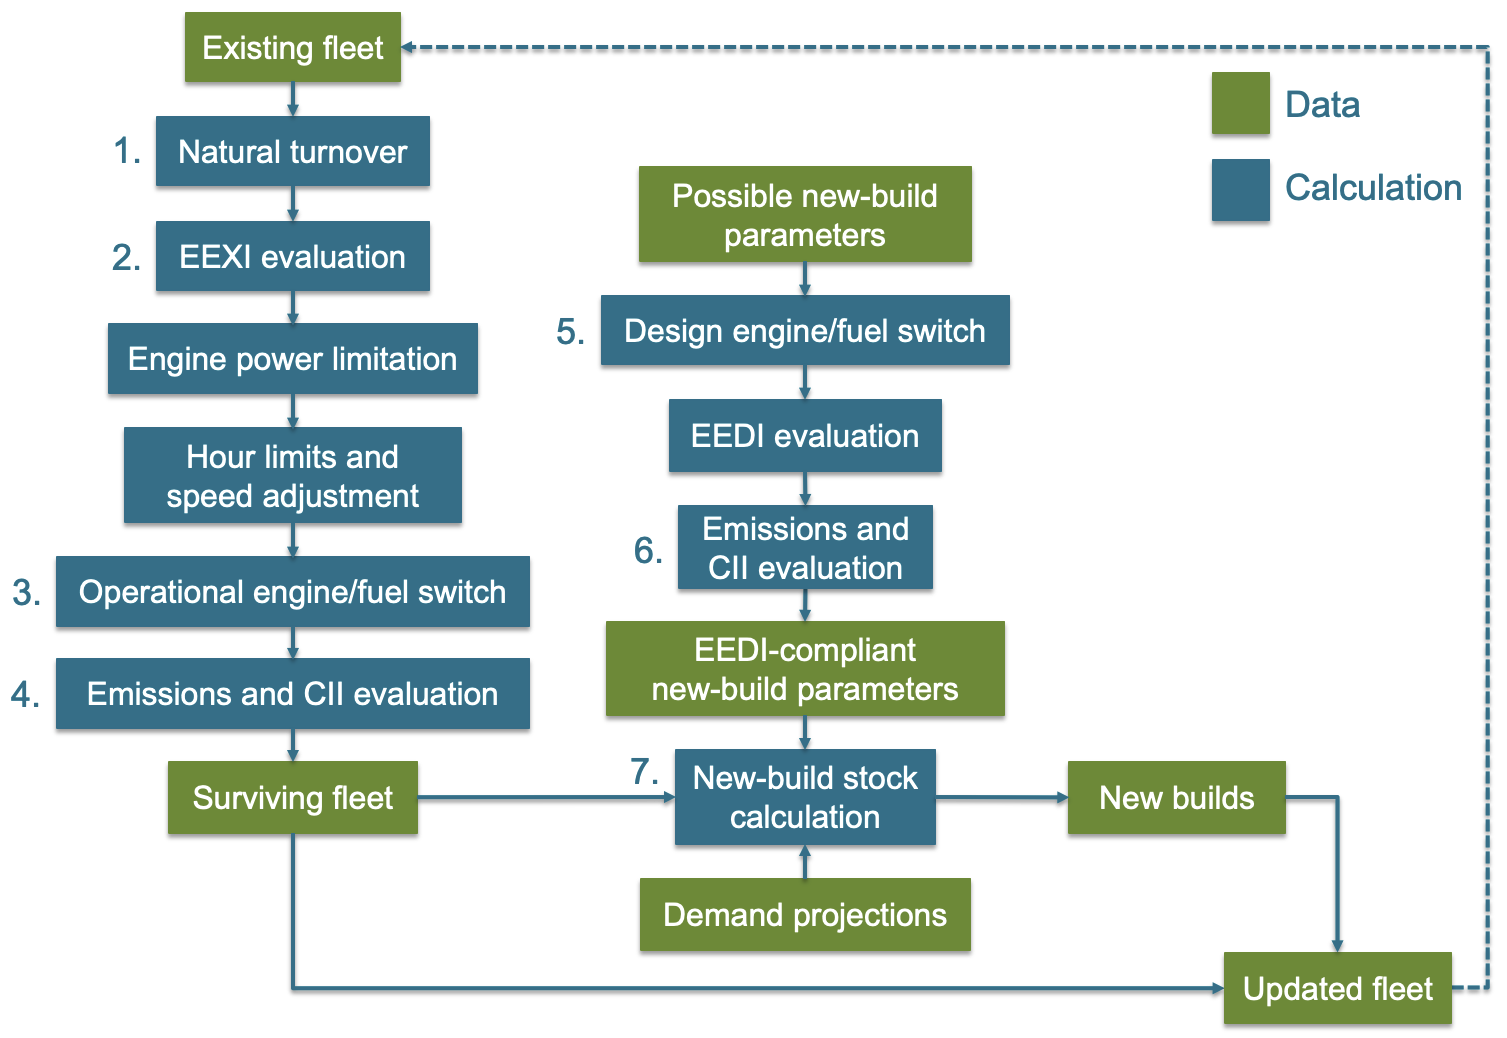 Existing fleet
1.
Natural turnover
2.
EEXI evaluation
Engine power limitation
Hour limits and
speed adjustment
3.
Operational engine/fuel switch
4.
Emissions and CII evaluation
Surviving fleet
Possible new-build
parameters
5.
Design engine/fuel switch
EEDI evaluation
6.
Emissions and
CII evaluation
EEDI-compliant
new-build parameters
7.
New-build stock
calculation
Demand projections
New builds
Updated fleet
Data
Calculation